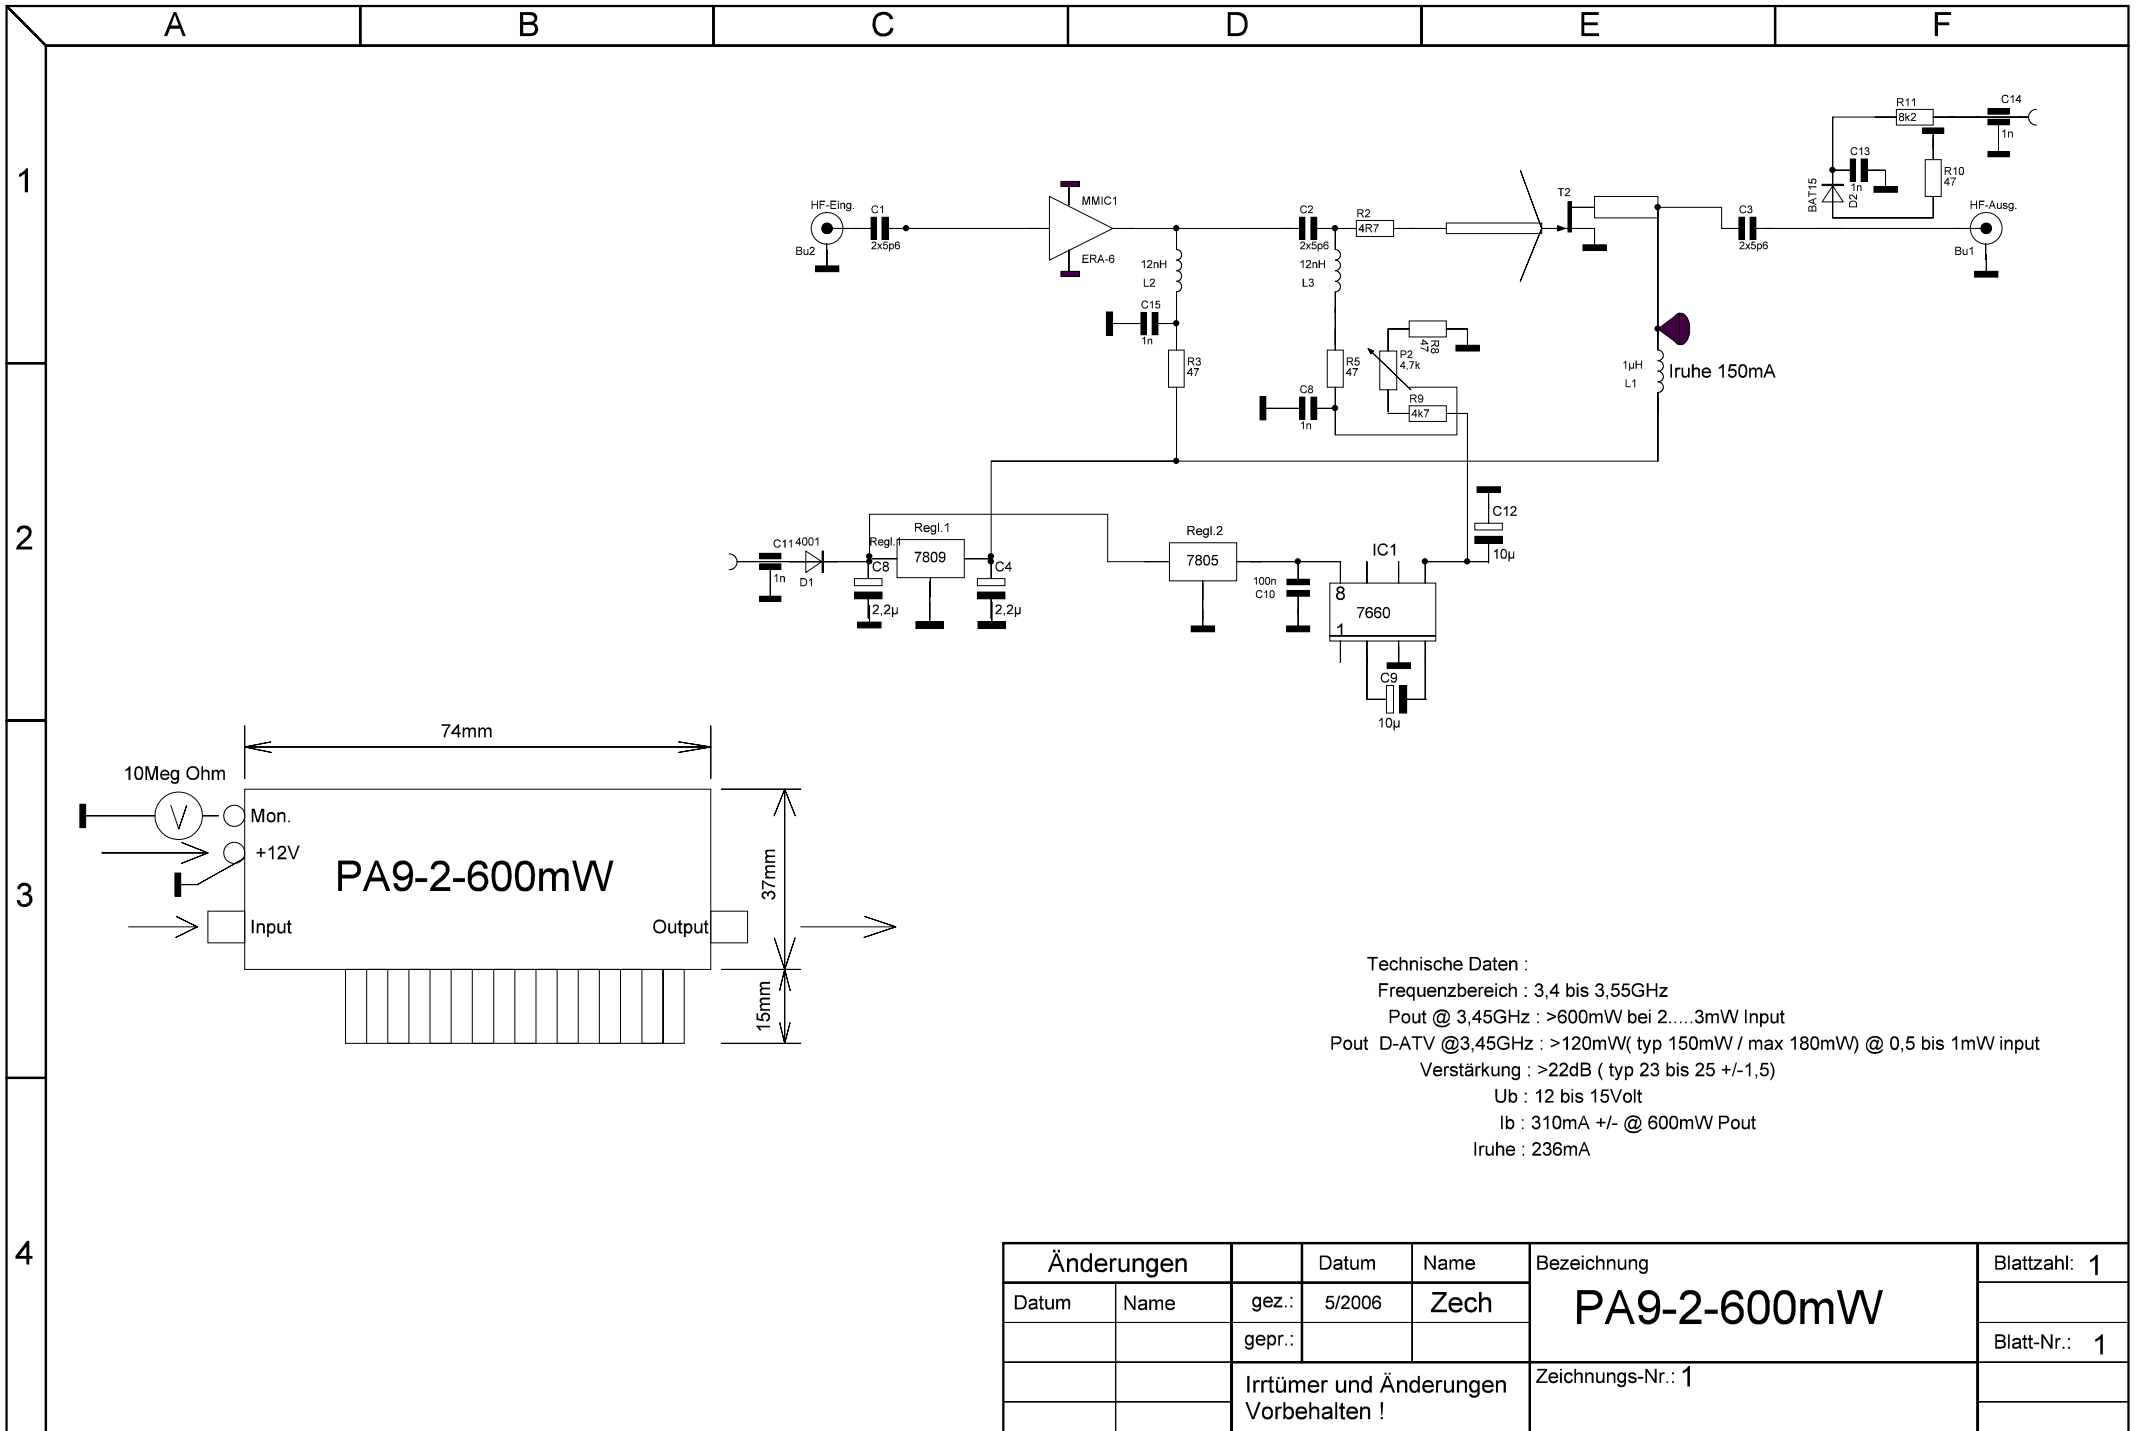 A B C D E F
1
2
3
4
HF-Eing.
Bu2
C1
2x5p6
MMIC1
ERA-6
12nH
L2
C15
1n
R3
47
C2
2x5p6
R2
4R7
12nH
L3
R5
47
C8
1n
P2
4,7k
R8
47
R9
4k7
T2
1µH
L1
Iruhe 150mA
C3
2x5p6
BAT15
D2
C13
1n
R11
8k2
R10
47
C14
1n
HF-Ausg.
Bu1
C11
1n
4001
D1
Regl.1
C8
2,2µ
Regl.1
7809
C4
2,2µ
Regl.2
7805
100n
C10
IC1
8
7660
1
C9
10µ
C12
10µ
74mm
10Meg Ohm
V
Mon.
+12V
PA9-2-600mW
Input
Output
37mm
15mm
Technische Daten :
Frequenzbereich : 3,4 bis 3,55GHz
Pout @ 3,45GHz : >600mW bei 2.....3mW Input
Pout D-ATV @3,45GHz : >120mW( typ 150mW / max 180mW) @ 0,5 bis 1mW input
Verstärkung : >22dB ( typ 23 bis 25 +/-1,5)
Ub : 12 bis 15Volt
Ib : 310mA +/- @ 600mW Pout
Iruhe : 236mA
Änderungen
Datum Name
Datum Name
gez.: 5/2006 Zech
gepr.:
Irrtümer und Änderungen
Vorbehalten !
Bezeichnung
PA9-2-600mW
Zeichnungs-Nr.: 1
Blattzahl: 1
Blatt-Nr.: 1